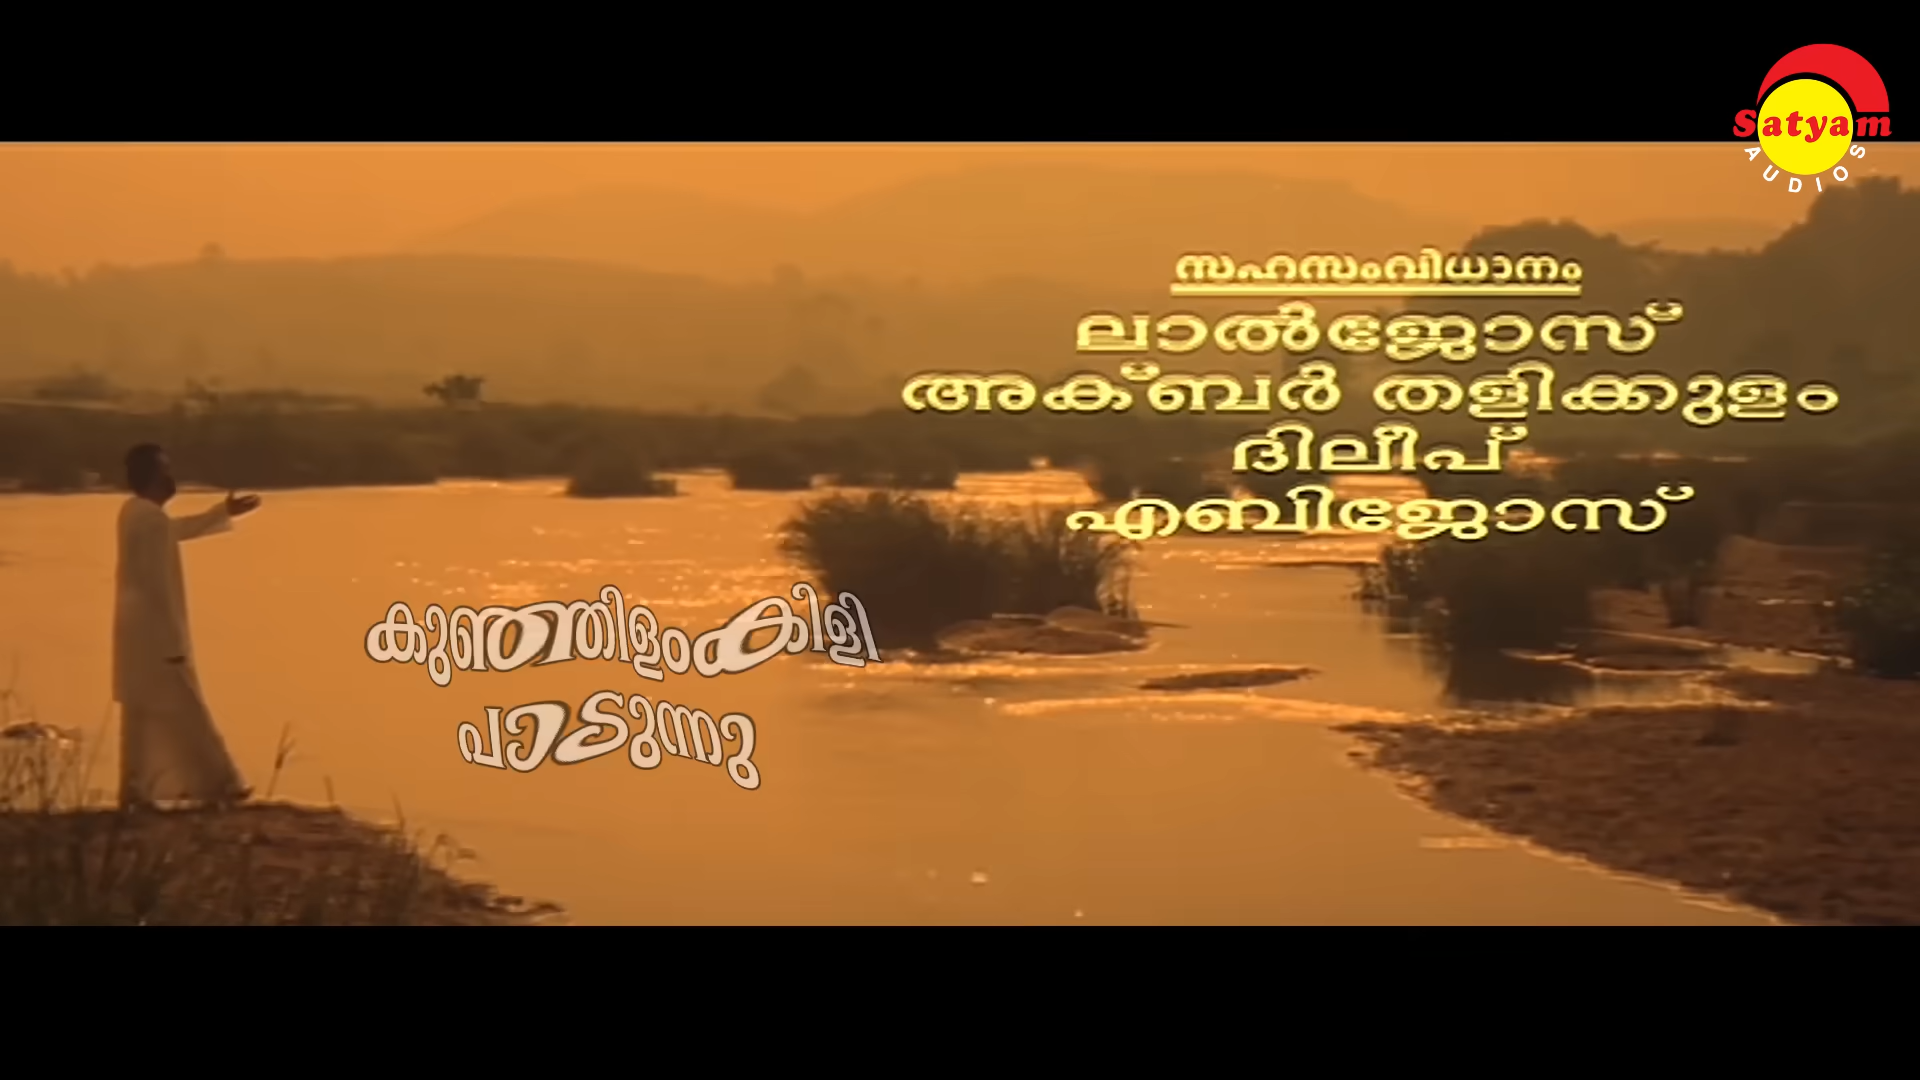 Satyam
AUDIOS
സഹസംവിധാനം
ലാൽജോസ്
അക്ബർ തളിക്കുളം
ദിലീപ്
എബിജോസ്
കുഞ്ഞിളംകിളി
പാടുന്നു